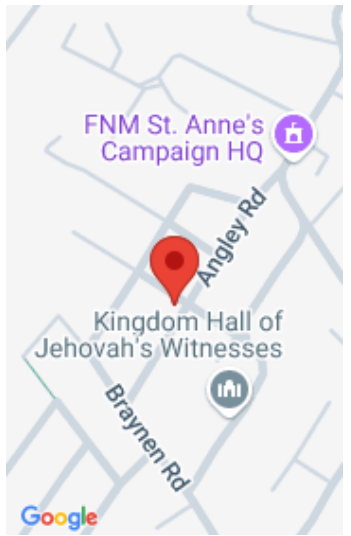 FNM St. Anne's
Campaign HQ
Angley Rd
Kingdom Hall of
Jehovah's Witnesses
Braynen Rd
Google